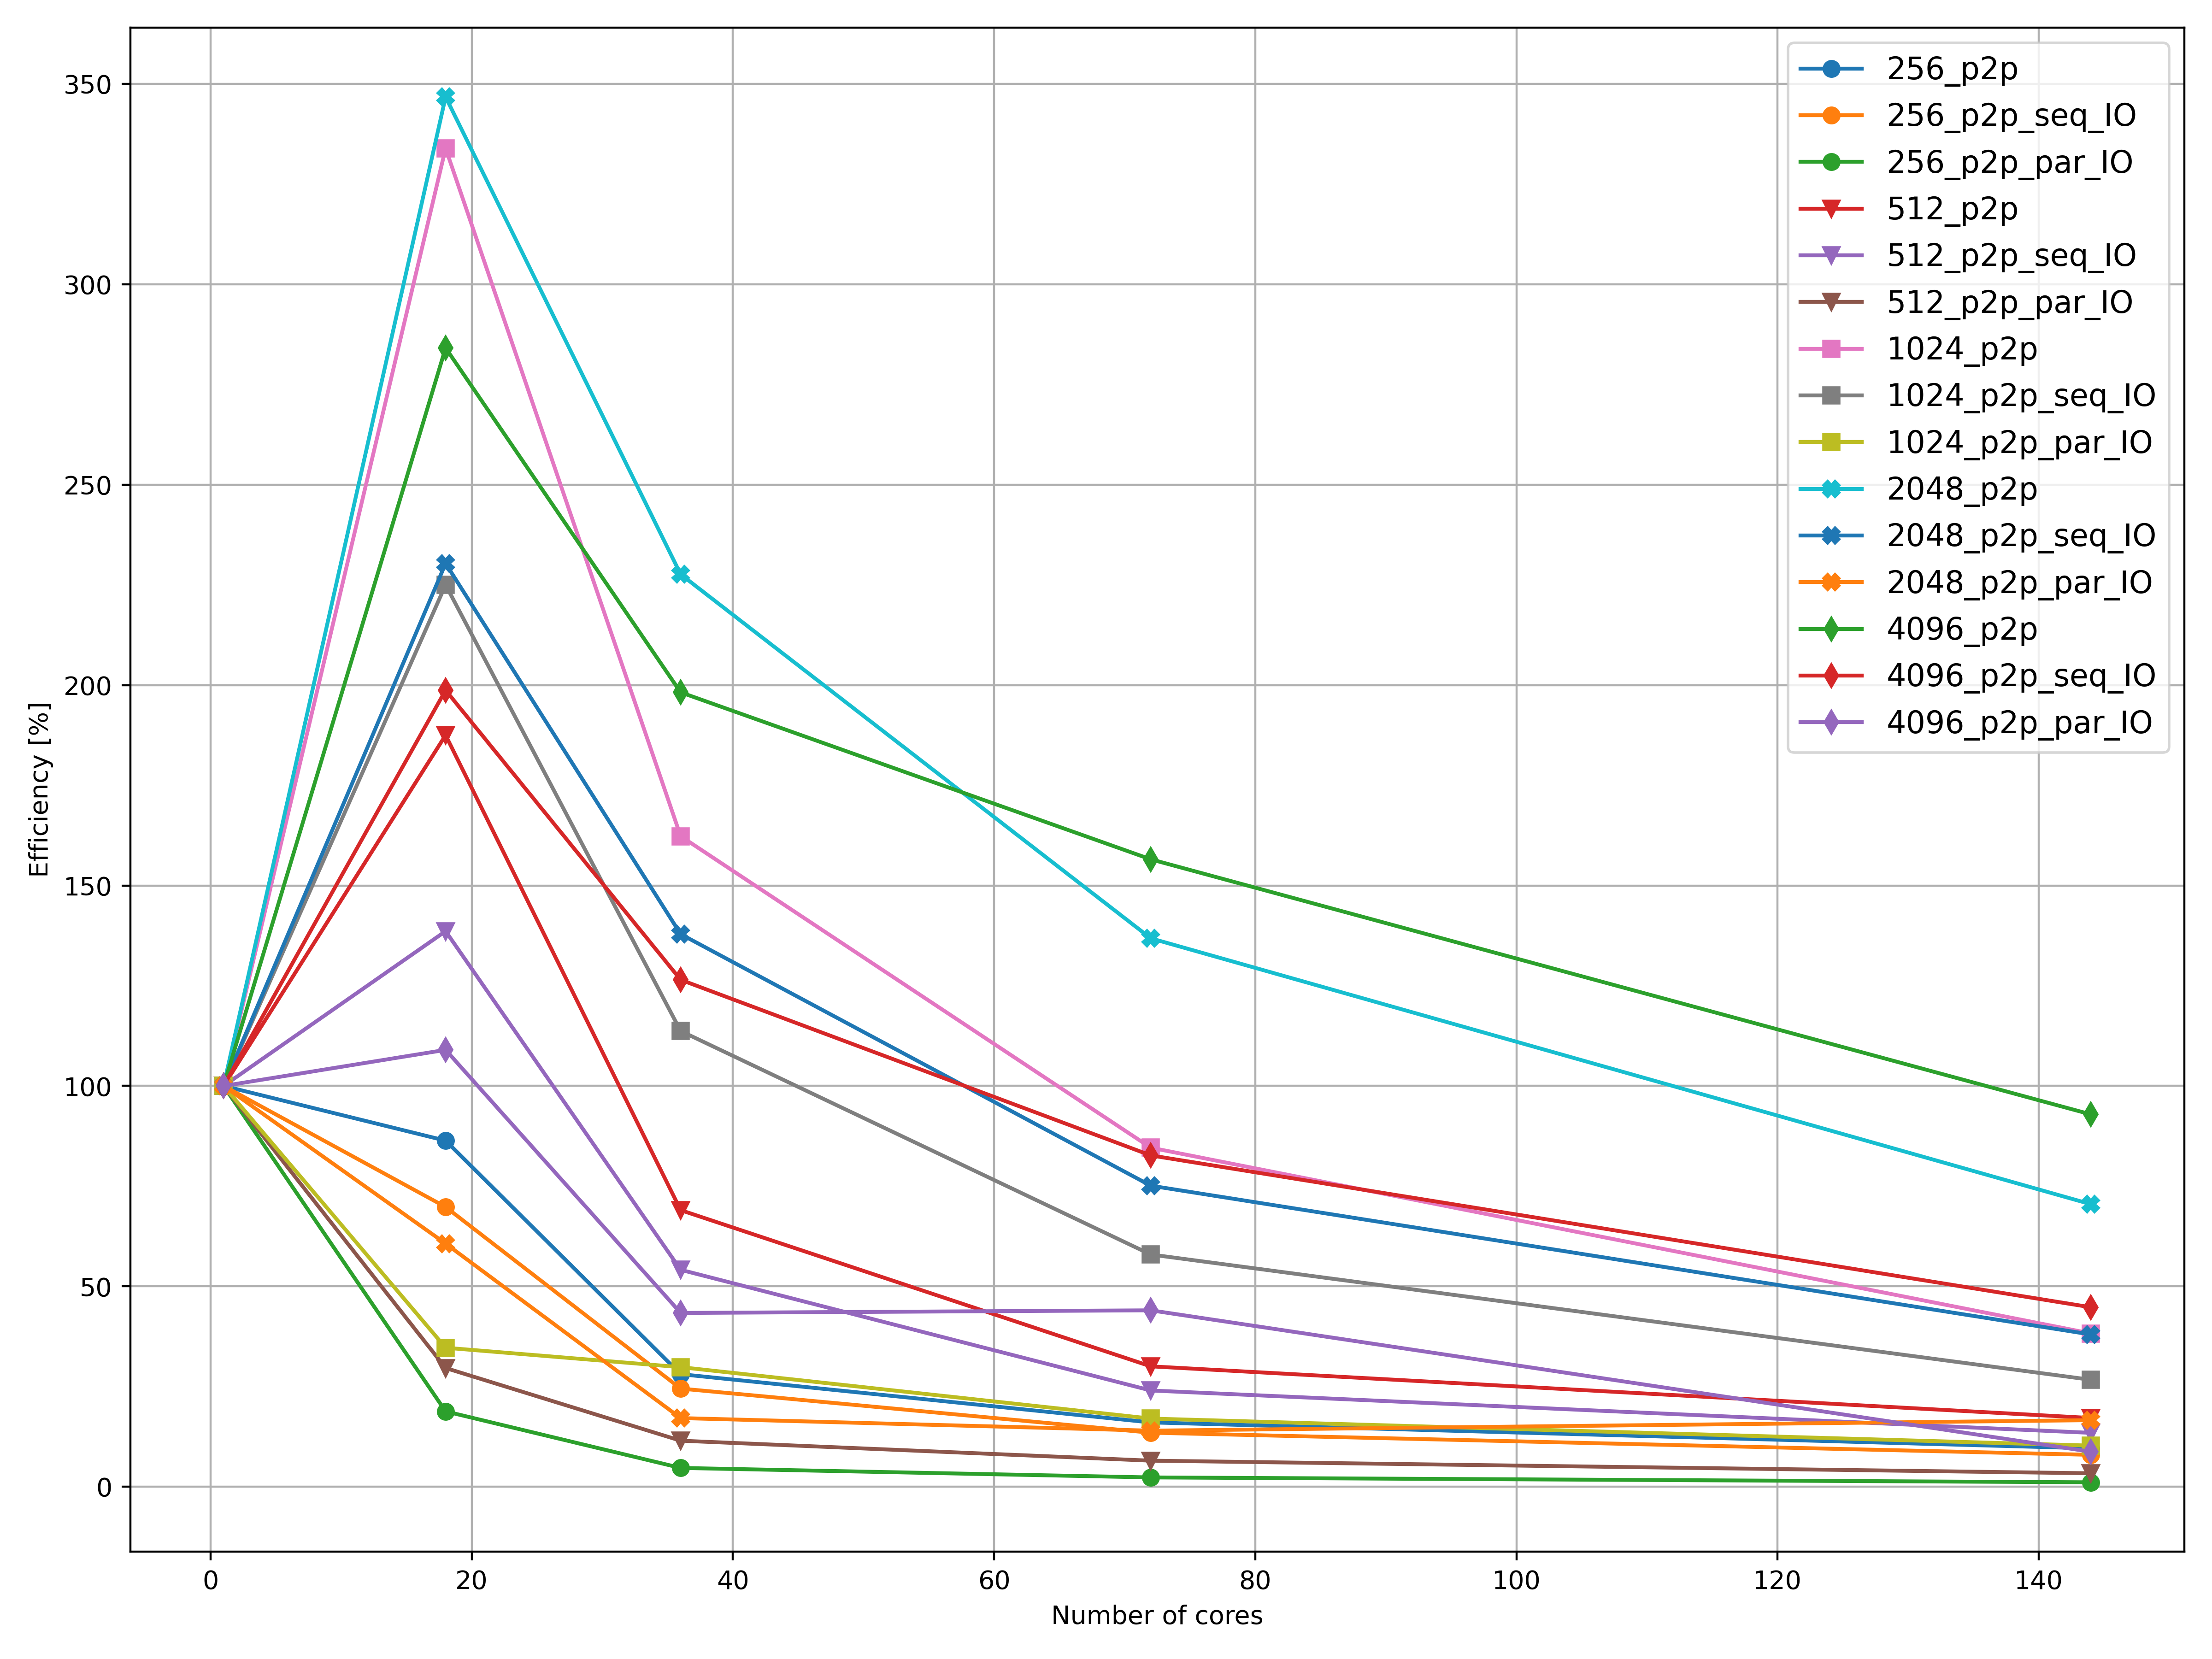 350
300
250
200
150
100
50
0
Efficiency [%]
0 20 40 60 80 100 120 140
Number of cores
256_p2p
256_p2p_seq_IO
256_p2p_par_IO
512_p2p
512_p2p_seq_IO
512_p2p_par_IO
1024_p2p
1024_p2p_seq_IO
1024_p2p_par_IO
2048_p2p
2048_p2p_seq_IO
2048_p2p_par_IO
4096_p2p
4096_p2p_seq_IO
4096_p2p_par_IO